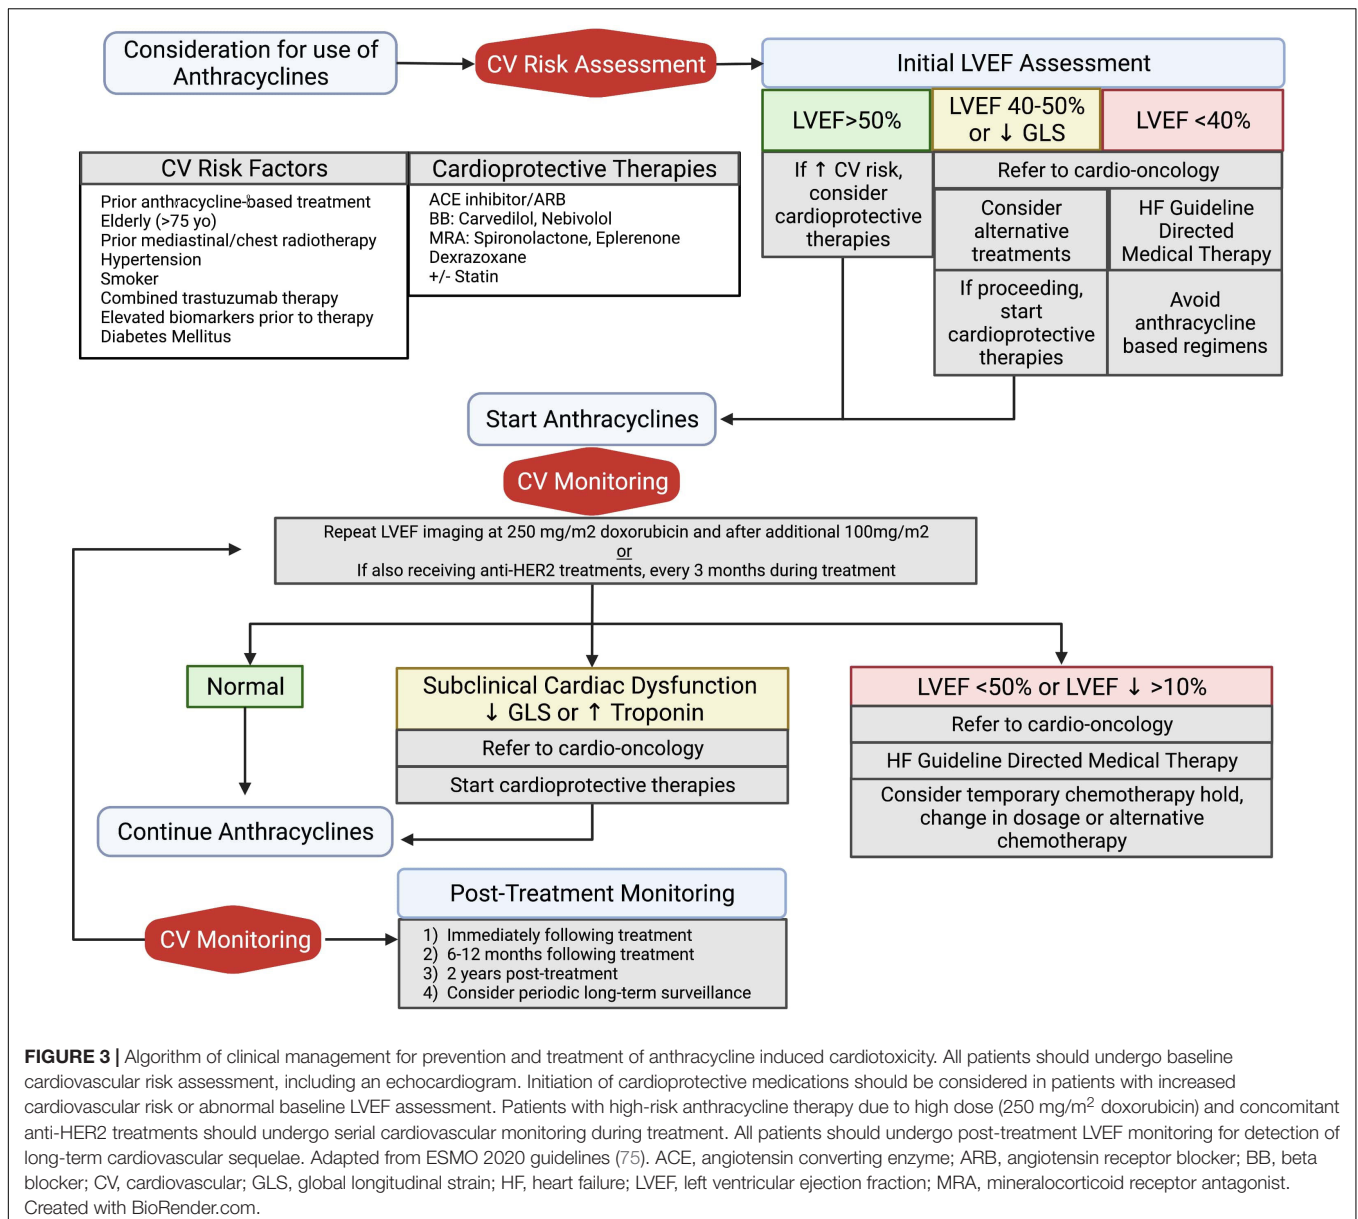 Consideration for use of
Anthracyclines
CV Risk Assessment
Initial LVEF Assessment
LVEF>50%
LVEF 40-50%
or ↓ GLS
LVEF <40%
If ↑ CV risk,
consider
cardioprotective
therapies
Refer to cardio-oncology
Consider
alternative
treatments
HF Guideline
Directed
Medical Therapy
If proceeding,
start
cardioprotective
therapies
Avoid
anthracycline
based regimens
CV Risk Factors
Prior anthracycline-based treatment
Elderly (>75 yo)
Prior mediastinal/chest radiotherapy
Hypertension
Smoker
Combined trastuzumab therapy
Elevated biomarkers prior to therapy
Diabetes Mellitus
Cardioprotective Therapies
ACE inhibitor/ARB
BB: Carvedilol, Nebivolol
MRA: Spironolactone, Eplerenone
Dexrazoxane
+/- Statin
Start Anthracyclines
CV Monitoring
Repeat LVEF imaging at 250 mg/m2 doxorubicin and after additional 100mg/m2
or
If also receiving anti-HER2 treatments, every 3 months during treatment
Normal
Subclinical Cardiac Dysfunction
↓ GLS or ↑ Troponin
Refer to cardio-oncology
Start cardioprotective therapies
LVEF <50% or LVEF ↓ >10%
Refer to cardio-oncology
HF Guideline Directed Medical Therapy
Consider temporary chemotherapy hold,
change in dosage or alternative
chemotherapy
Continue Anthracyclines
CV Monitoring
Post-Treatment Monitoring
1) Immediately following treatment
2) 6-12 months following treatment
3) 2 years post-treatment
4) Consider periodic long-term surveillance
FIGURE 3 | Algorithm of clinical management for prevention and treatment of anthracycline induced cardiotoxicity. All patients should undergo baseline
cardiovascular risk assessment, including an echocardiogram. Initiation of cardioprotective medications should be considered in patients with increased
cardiovascular risk or abnormal baseline LVEF assessment. Patients with high-risk anthracycline therapy due to high dose (250 mg/m² doxorubicin) and concomitant
anti-HER2 treatments should undergo serial cardiovascular monitoring during treatment. All patients should undergo post-treatment LVEF monitoring for detection of
long-term cardiovascular sequelae. Adapted from ESMO 2020 guidelines (75). ACE, angiotensin converting enzyme; ARB, angiotensin receptor blocker; BB, beta
blocker; CV, cardiovascular; GLS, global longitudinal strain; HF, heart failure; LVEF, left ventricular ejection fraction; MRA, mineralocorticoid receptor antagonist.
Created with BioRender.com.